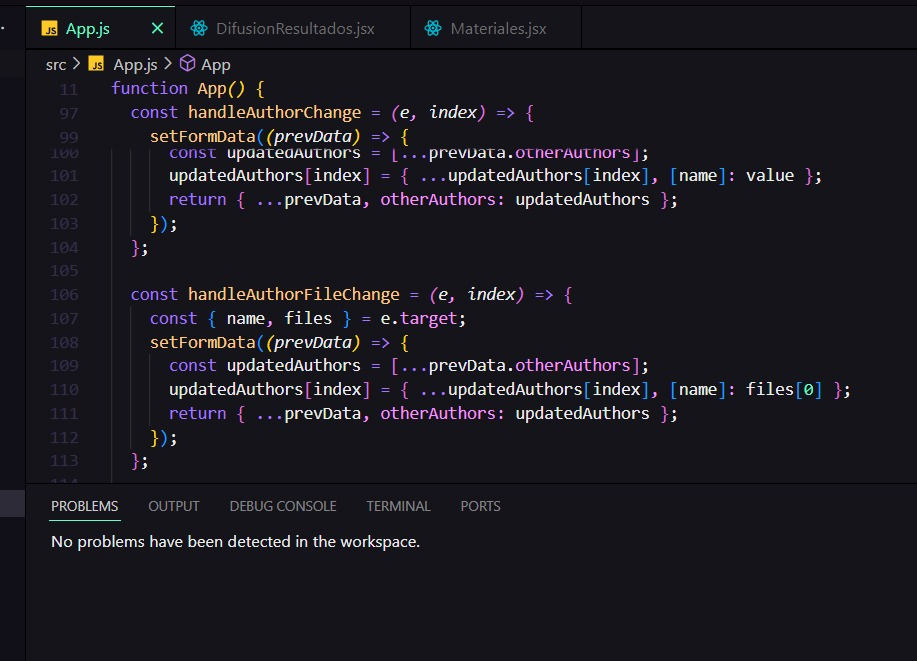 JS App.js × DifusionResultados.jsx Materiales.jsx
src > JS App.js > App
11 function App() {
97 const handleAuthorChange = (e, index) => {
99 setFormData((prevData) => {
100 const updatedAuthors = [...prevData.otherAuthors];
101 updatedAuthors[index] = { ...updatedAuthors[index], [name]: value };
102 return { ...prevData, otherAuthors: updatedAuthors };
103 });
104 };
105
106 const handleAuthorFileChange = (e, index) => {
107 const { name, files } = e.target;
108 setFormData((prevData) => {
109 const updatedAuthors = [...prevData.otherAuthors];
110 updatedAuthors[index] = { ...updatedAuthors[index], [name]: files[0] };
111 return { ...prevData, otherAuthors: updatedAuthors };
112 });
113 };
114
PROBLEMS OUTPUT DEBUG CONSOLE TERMINAL PORTS
No problems have been detected in the workspace.